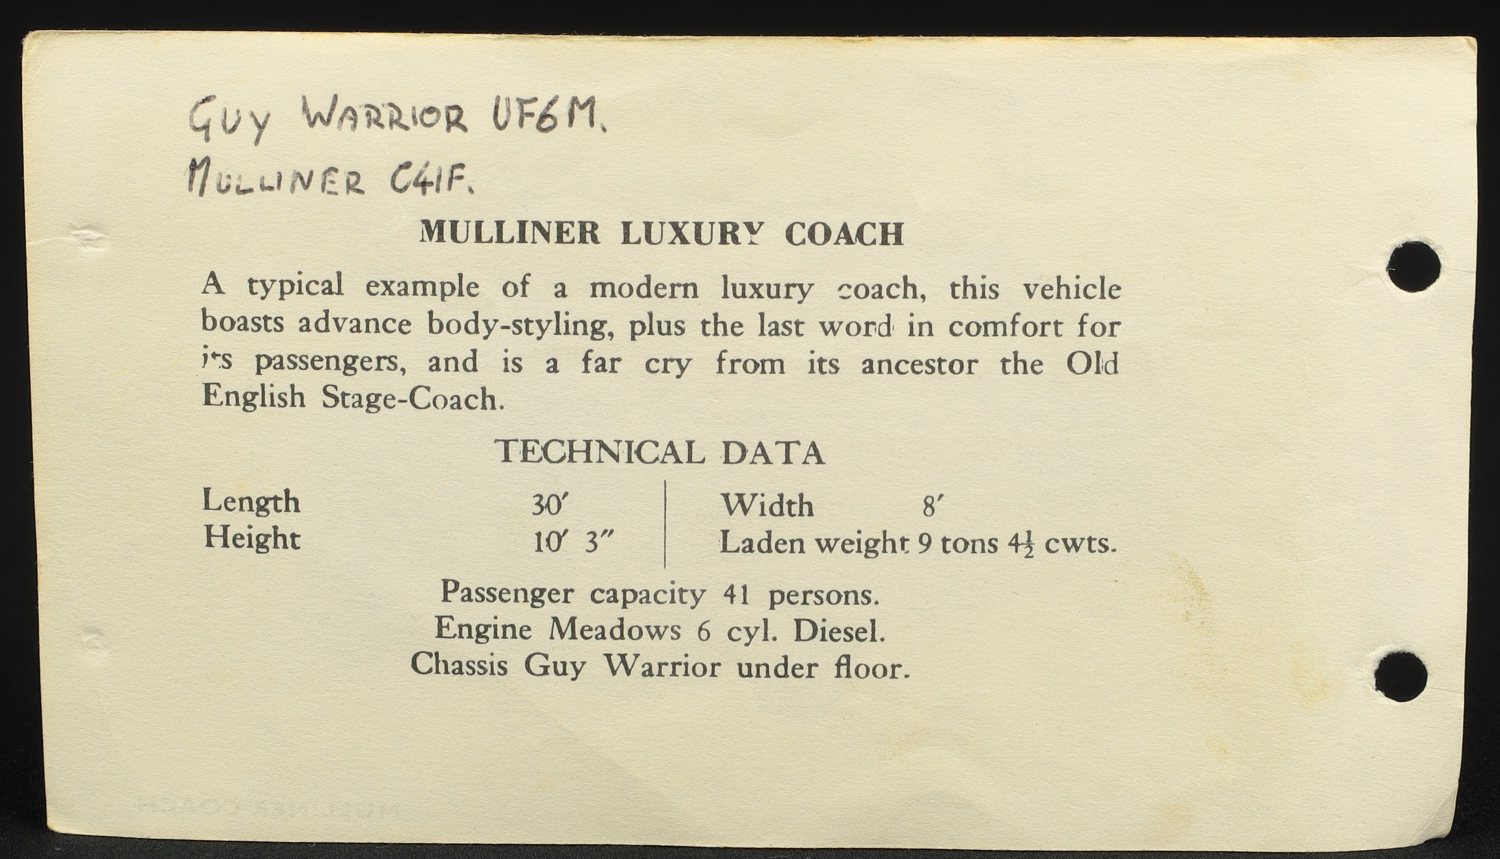 GUY WARRIOR UF6M.
MULLINER C41F.
MULLINER LUXURY COACH
A typical example of a modern luxury coach, this vehicle
boasts advance body-styling, plus the last word in comfort for
its passengers, and is a far cry from its ancestor the Old
English Stage-Coach.
TECHNICAL DATA
Length 30′ Width 8′
Height 10′ 3″ Laden weight 9 tons 4½ cwts.
Passenger capacity 41 persons.
Engine Meadows 6 cyl. Diesel.
Chassis Guy Warrior under floor.
MULLINER COACH